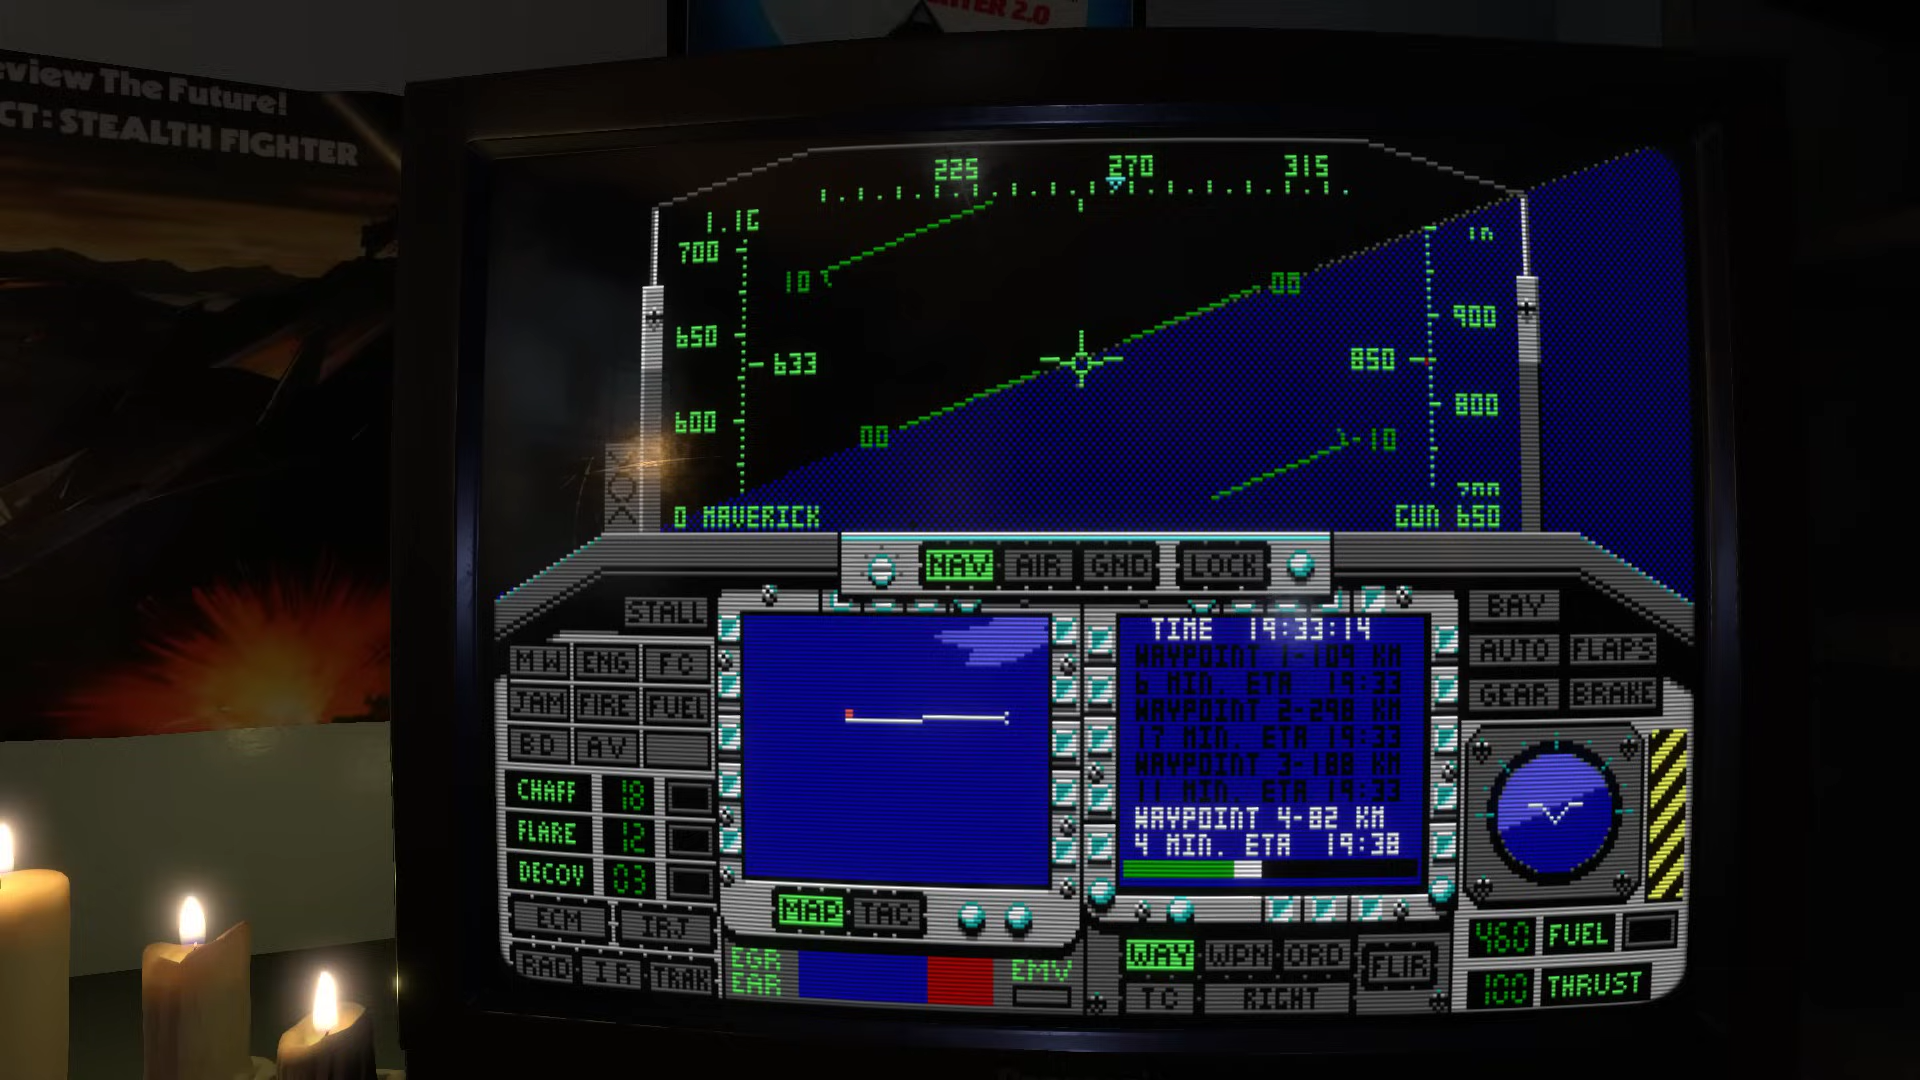 FIGHTER 2.0
eview The Future!
CT: STEALTH FIGHTER
225 270 315
1.1G
700
650
633
600
10
00
00
-10
900
850
800
700
0 MAVERICK
GUN 650
NAV AIR GND LOCK
STALL
MW ENG FC
JAM FIRE FUEL
BD AV
CHAFF 18
FLARE 12
DECOY 03
ECM IRJ
RAD IR TRAK
MAP TAC
EGR
EAR
EMV
TIME 19:33:14
WAYPOINT 1-109 KM
6 MIN. ETA 19:33
WAYPOINT 2-298 KM
17 MIN. ETA 19:33
WAYPOINT 3-188 KM
11 MIN. ETA 19:33
WAYPOINT 4-82 KM
4 MIN. ETA 19:38
WAY WPN ORD FLIR
TC RIGHT
BAY
AUTO FLAPS
GEAR BRAKE
460 FUEL
100 THRUST